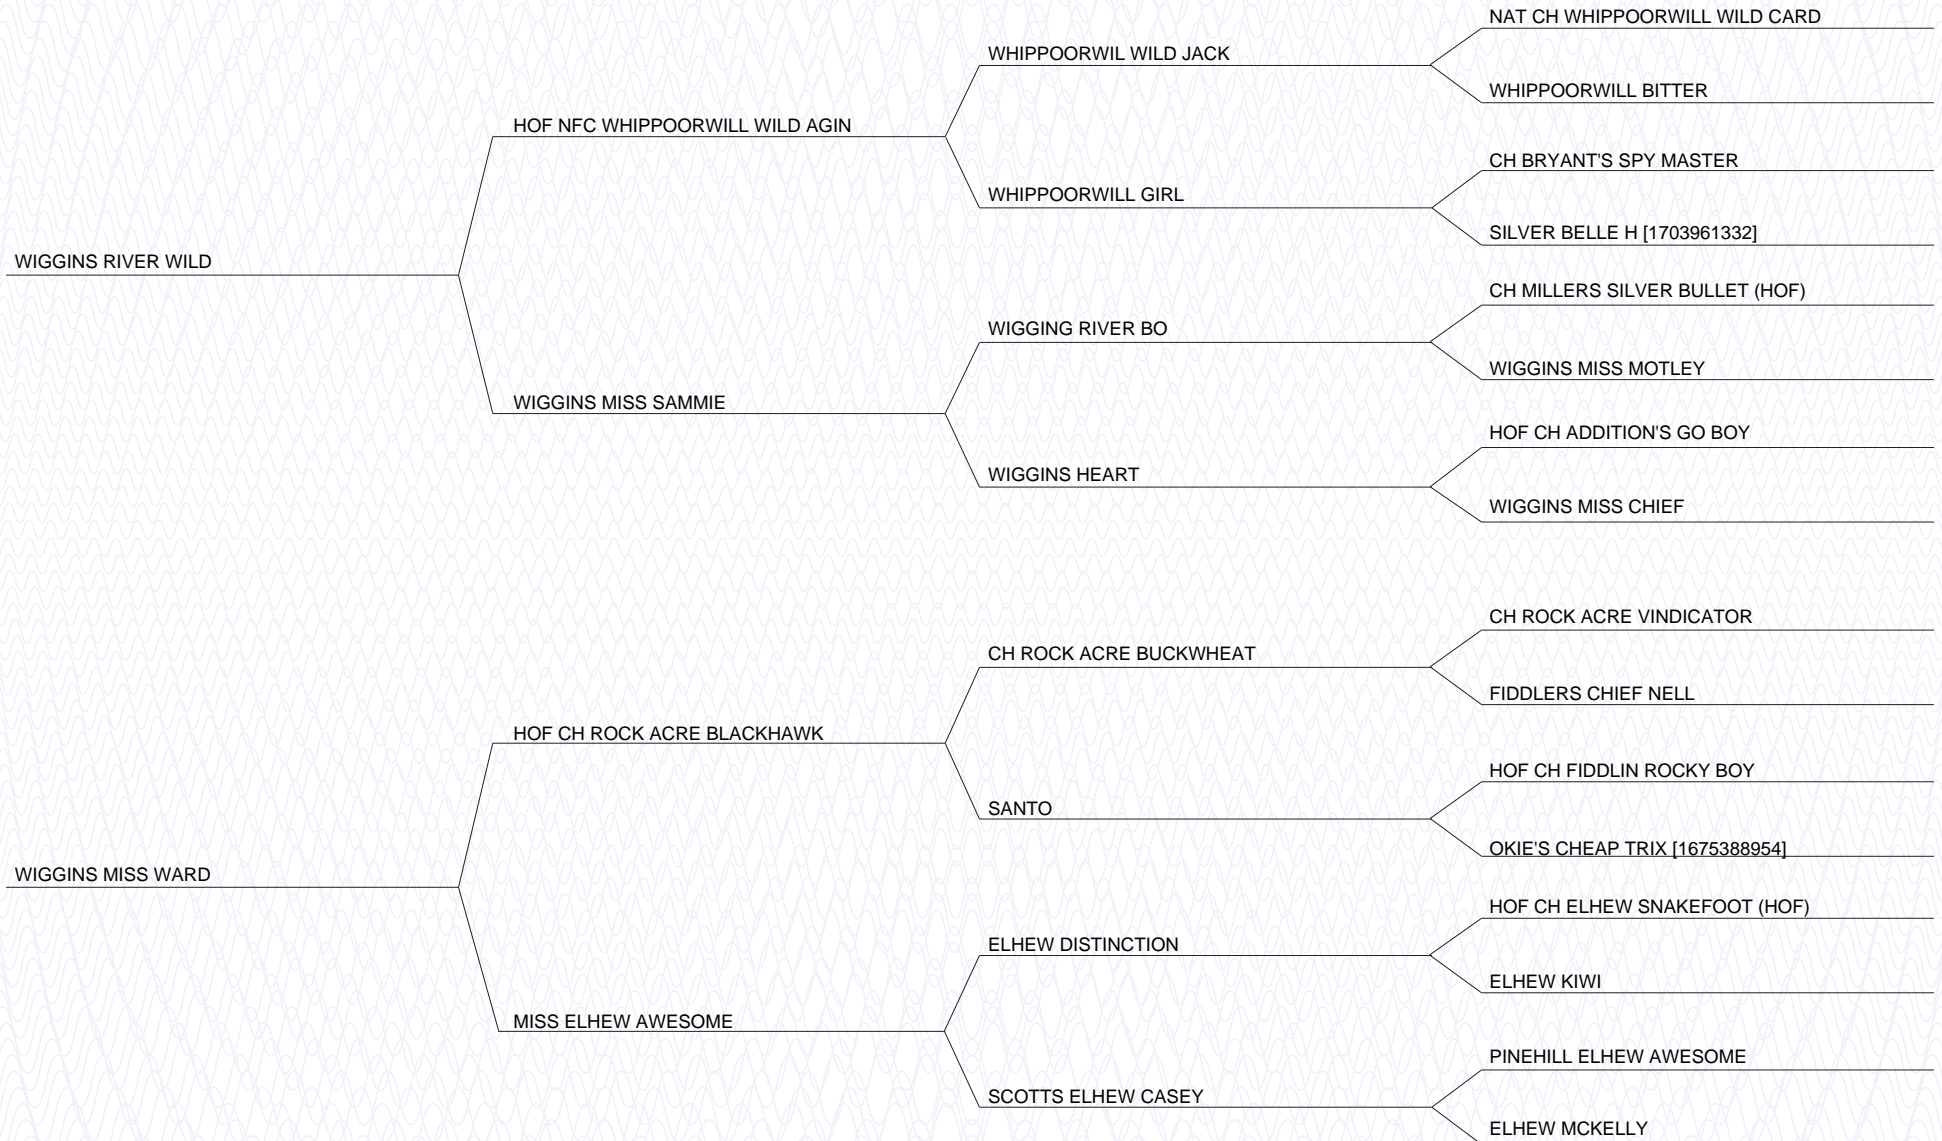 NAT CH WHIPPOORWILL WILD CARD
WHIPPOORWIL WILD JACK
WHIPPOORWILL BITTER
HOF NFC WHIPPOORWILL WILD AGIN
CH BRYANT'S SPY MASTER
WHIPPOORWILL GIRL
SILVER BELLE H [1703961332]
WIGGINS RIVER WILD
CH MILLERS SILVER BULLET (HOF)
WIGGING RIVER BO
WIGGINS MISS MOTLEY
WIGGINS MISS SAMMIE
HOF CH ADDITION'S GO BOY
WIGGINS HEART
WIGGINS MISS CHIEF
CH ROCK ACRE VINDICATOR
CH ROCK ACRE BUCKWHEAT
FIDDLERS CHIEF NELL
HOF CH ROCK ACRE BLACKHAWK
HOF CH FIDDLIN ROCKY BOY
SANTO
OKIE'S CHEAP TRIX [1675388954]
WIGGINS MISS WARD
HOF CH ELHEW SNAKEFOOT (HOF)
ELHEW DISTINCTION
ELHEW KIWI
MISS ELHEW AWESOME
PINEHILL ELHEW AWESOME
SCOTTS ELHEW CASEY
ELHEW MCKELLY